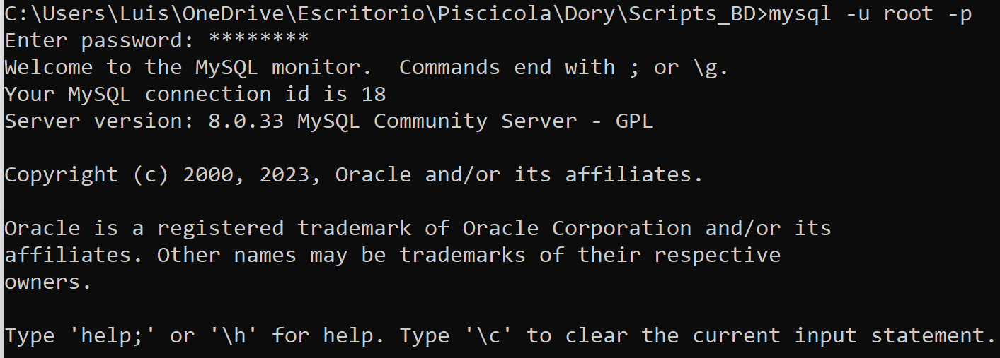 C:\Users\Luis\OneDrive\Escritorio\Piscicola\Dory\Scripts_BD>mysql -u root -p
Enter password: ********
Welcome to the MySQL monitor.  Commands end with ; or \g.
Your MySQL connection id is 18
Server version: 8.0.33 MySQL Community Server - GPL
Copyright (c) 2000, 2023, Oracle and/or its affiliates.
Oracle is a registered trademark of Oracle Corporation and/or its
affiliates. Other names may be trademarks of their respective
owners.
Type 'help;' or '\h' for help. Type '\c' to clear the current input statement.